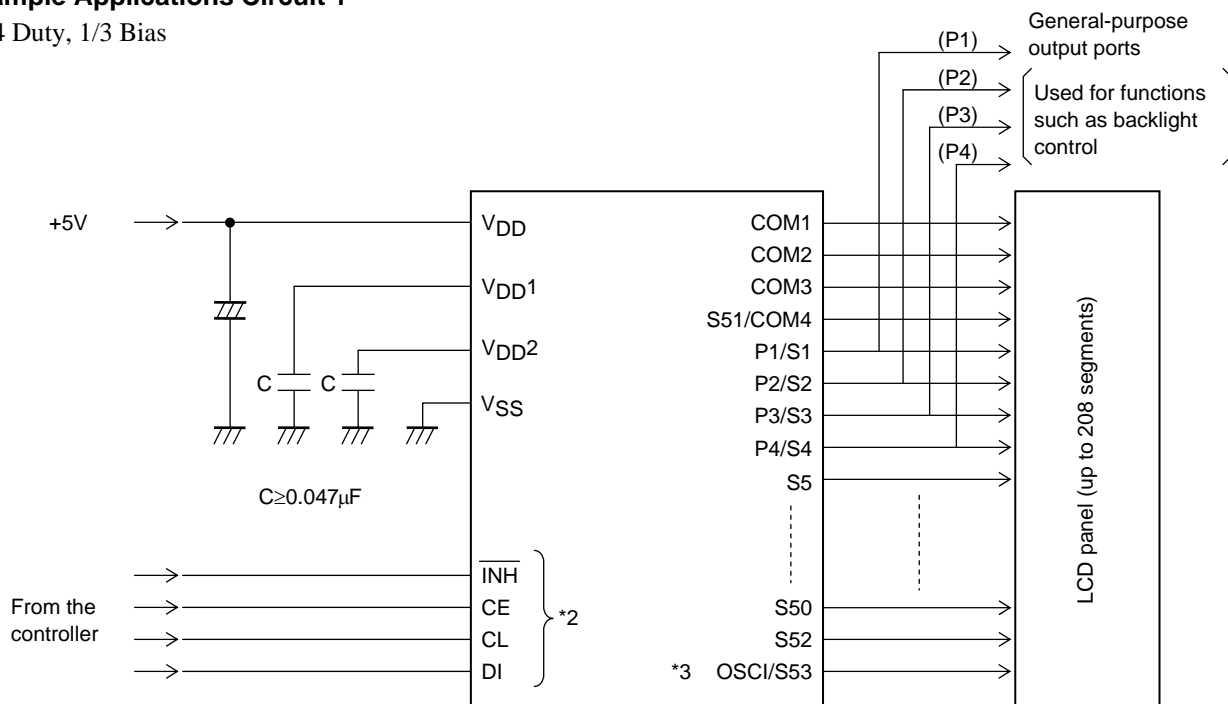 mple Applications Circuit 1
4 Duty, 1/3 Bias
General-purpose
output ports
(P1)
(P2)
(P3)
(P4)
Used for functions
such as backlight
control
+5V
VDD
VDD1
VDD2
VSS
C
C
C≥0.047μF
COM1
COM2
COM3
S51/COM4
P1/S1
P2/S2
P3/S3
P4/S4
S5
LCD panel (up to 208 segments)
From the
controller
INH
CE
CL
DI
*2
S50
S52
*3 OSCI/S53